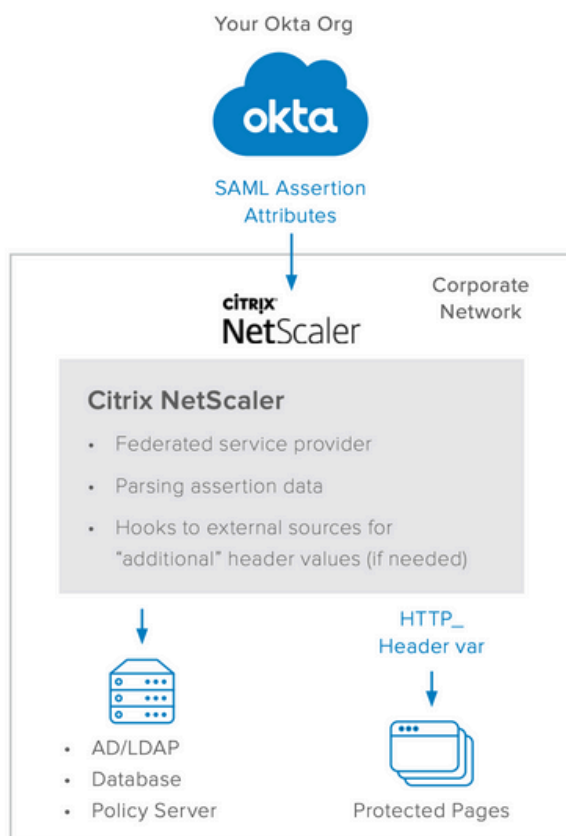 Your Okta Org
okta
SAML Assertion
Attributes
Corporate
Network
CITRIX
NetScaler
Citrix NetScaler
• Federated service provider
• Parsing assertion data
• Hooks to external sources for
“additional” header values (if needed)
HTTP_
Header var
• AD/LDAP
• Database
• Policy Server
Protected Pages